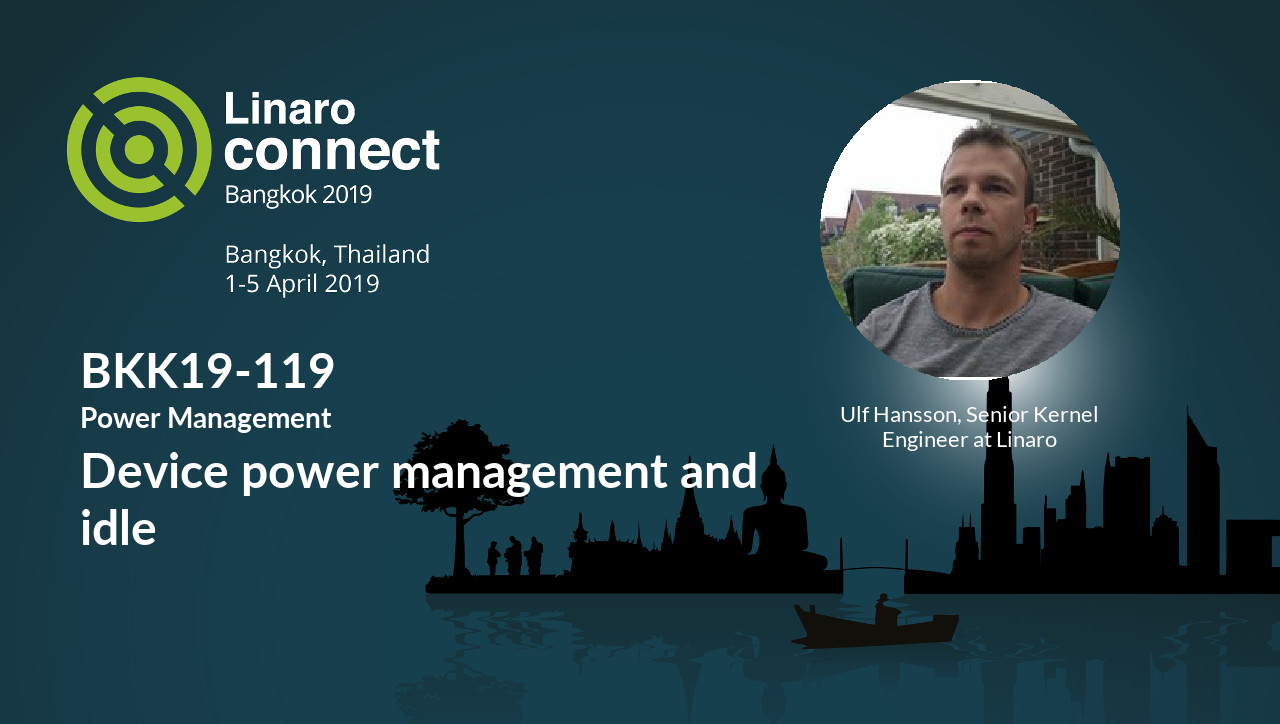 Linaro
connect
Bangkok 2019
Bangkok, Thailand
1-5 April 2019
BKK19-119
Power Management
Device power management and
idle
Ulf Hansson, Senior Kernel
Engineer at Linaro